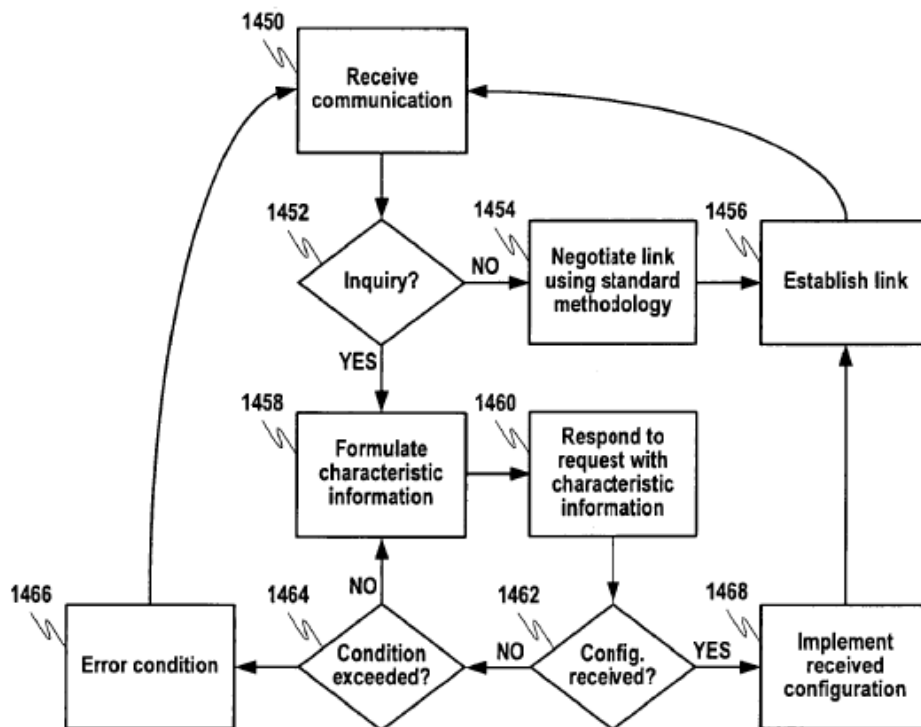 1450
Receive
communication
1452
Inquiry?
NO
YES
1454
Negotiate link
using standard
methodology
1456
Establish link
1458
Formulate
characteristic
information
1460
Respond to
request with
characteristic
information
1466
Error condition
1464
NO
Condition
exceeded?
1462
NO
Config.
received?
YES
1468
Implement
received
configuration